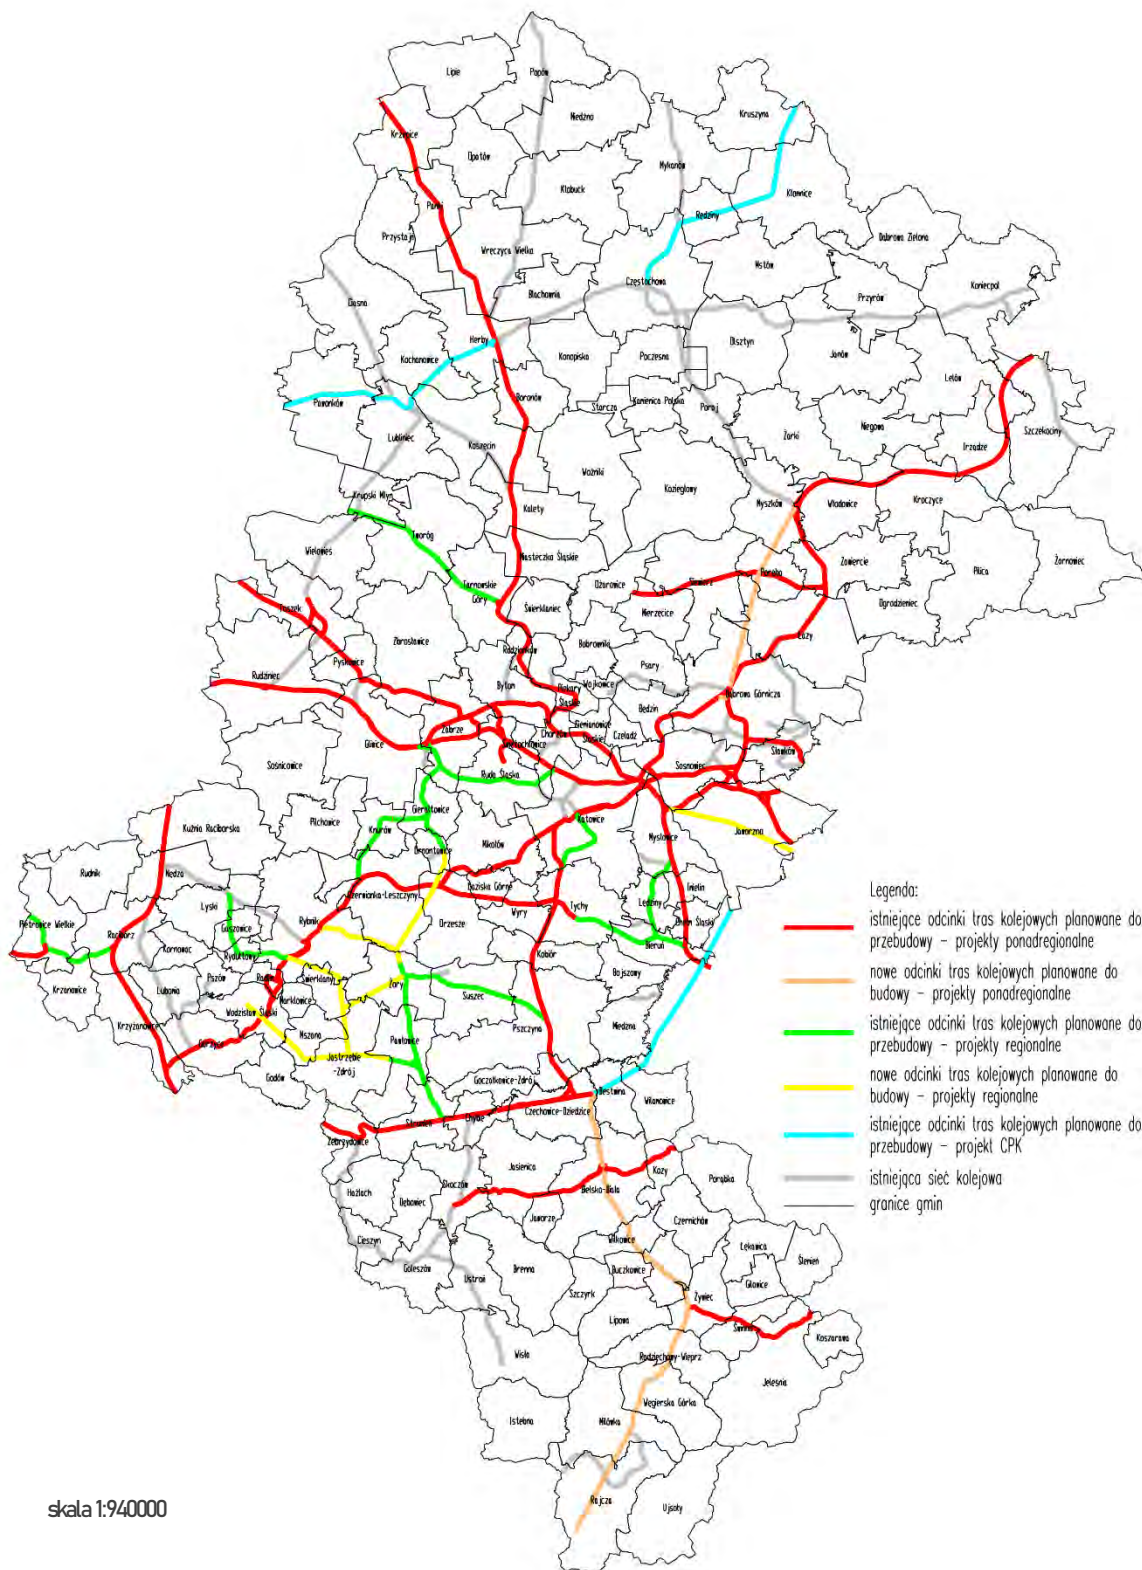 Lipie
Popów
Miedźno
Kruszyna
Krzepice
Opatów
Mykanów
Kłobuck
Kłomnice
Panki
Rędziny
Przystajń
Wręczyca Wielka
Dąbrowa Zielona
Mstów
Częstochowa
Blachownia
Przyrów
Koniecpol
Ciasna
Herby
Kochanowice
Konopiska
Poczesna
Olsztyn
Janów
Lelów
Pawonków
Boronów
Starcza
Kamienica Polska
Poraj
Lubliniec
Koszęcin
Żarki
Niegowa
Irządze
Szczekociny
Woźniki
Koziegłowy
Krupski Młyn
Kalety
Myszków
Włodowice
Kroczyce
Tworóg
Wielowieś
Miasteczko Śląskie
Zawiercie
Pilica
Żarnowiec
Tarnowskie
Góry
Ożarowice
Siewierz
Poręba
Mierzęcice
Świerklaniec
Ogrodzieniec
Toszek
Zbrosławice
Bobrowniki
Łazy
Radzionków
Pyskowice
Psary
Rudziniec
Bytom
Piekary
Śląskie
Wojkowice
Dąbrowa Górnicza
Będzin
Zabrze
Chorzów
Siemianowice
Śląskie
Czeladź
Gliwice
Świętochłowice
Sławków
Sosnowiec
Ruda Śląska
Sośnicowice
Gierałtowice
Pilchowice
Kuźnia Raciborska
Knurów
Katowice
Jaworzno
Mysłowice
Ornontowice
Mikołów
Rudnik
Nędza
Imielin
Lędziny
Czerwionka-Leszczyny
Łaziska Górne
Wyry
Tychy
Lyski
Pietrowice Wielkie
Rybnik
Orzesze
Chełm Śląski
Gaszowice
Racibórz
Kornowac
Rydułtowy
Bieruń
Kobiór
Bojszowy
Krzanowice
Lubomia
Pszów
Radlin
Świerklany
Żory
Suszec
Marklowice
Wodzisław Śląski
Krzyżanowice
Mszana
Pawłowice
Pszczyna
Miedźna
Gorzyce
Jastrzębie
-Zdrój
Godów
Goczałkowice-Zdrój
Bestwina
Wilamowice
Strumień
Chybie
Czechowice-Dziedzice
Zebrzydowice
Jasienica
Kozy
Porąbka
Hażlach
Dębowiec
Skoczów
Bielsko-Biała
Jaworze
Czernichów
Cieszyn
Wilkowice
Łękawica
Ślemień
Goleszów
Ustroń
Brenna
Buczkowice
Gilowice
Szczyrk
Żywiec
Lipowa
Świnna
Koszarawa
Wisła
Radziechowy-Wieprz
Jeleśnia
Węgierska Górka
Istebna
Milówka
Rajcza
Ujsoły
Legenda:
istniejące odcinki tras kolejowych planowane do
przebudowy – projekty ponadregionalne
nowe odcinki tras kolejowych planowane do
budowy – projekty ponadregionalne
istniejące odcinki tras kolejowych planowane do
przebudowy – projekty regionalne
nowe odcinki tras kolejowych planowane do
budowy – projekty regionalne
istniejące odcinki tras kolejowych planowane do
przebudowy – projekt CPK
istniejąca sieć kolejowa
granice gmin
skala 1:940000